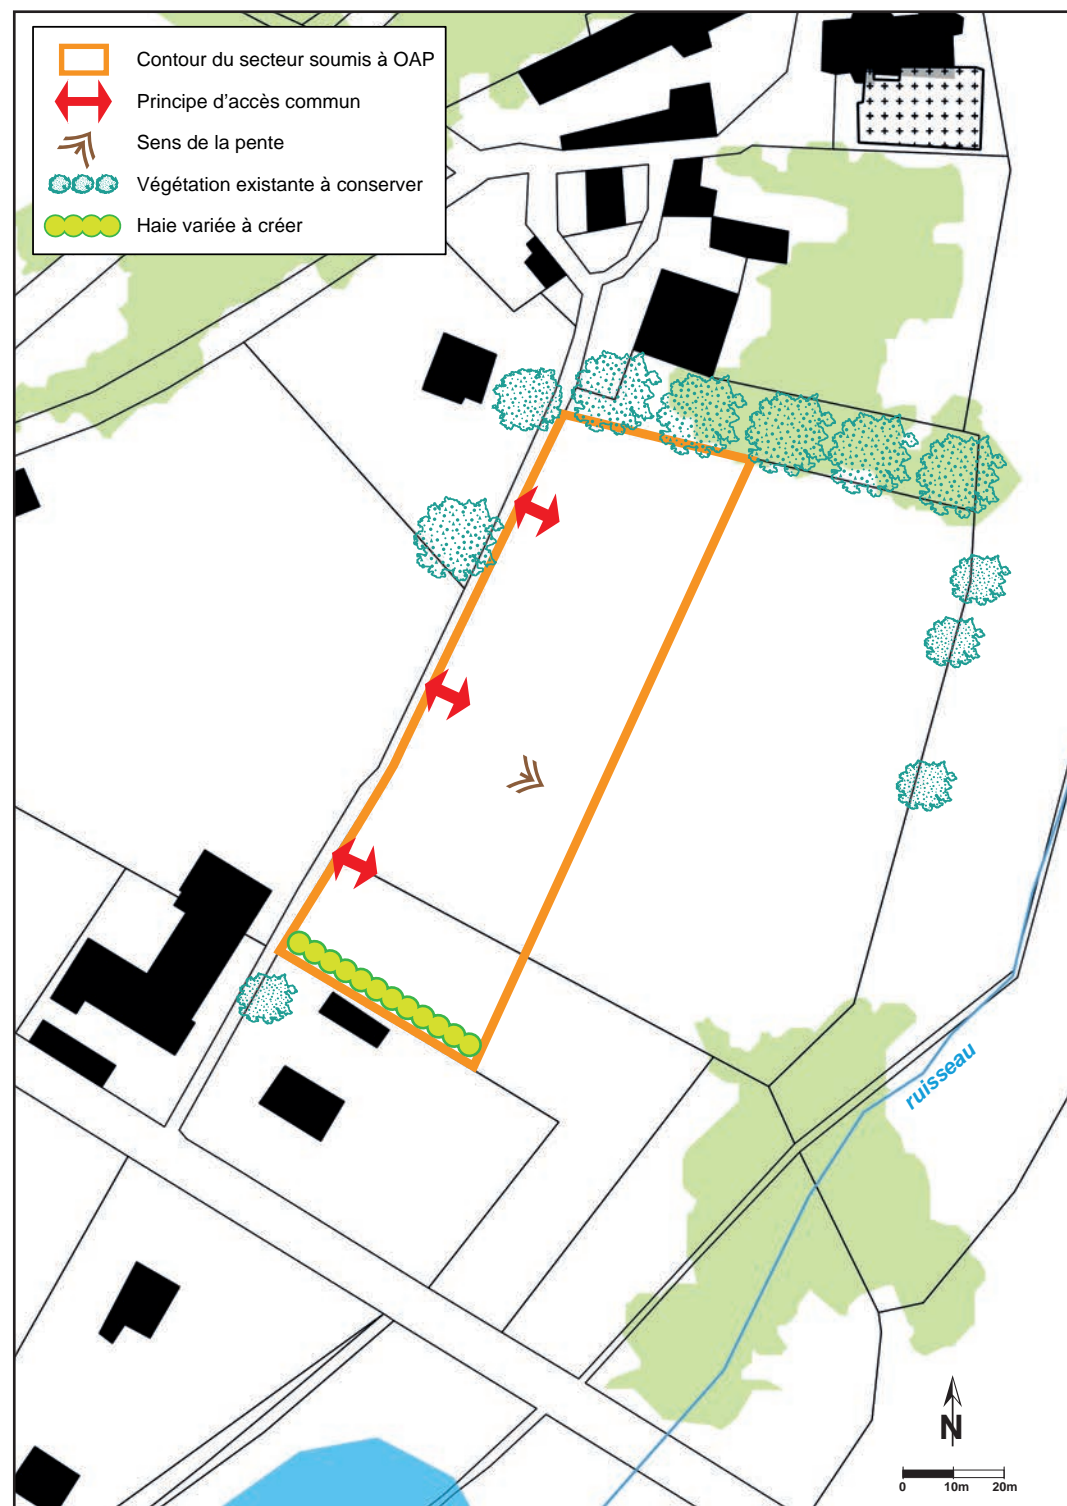 Contour du secteur soumis à OAP
Principe d'accès commun
Sens de la pente
Végétation existante à conserver
Haie variée à créer
ruisseau
N
0 10m 20m